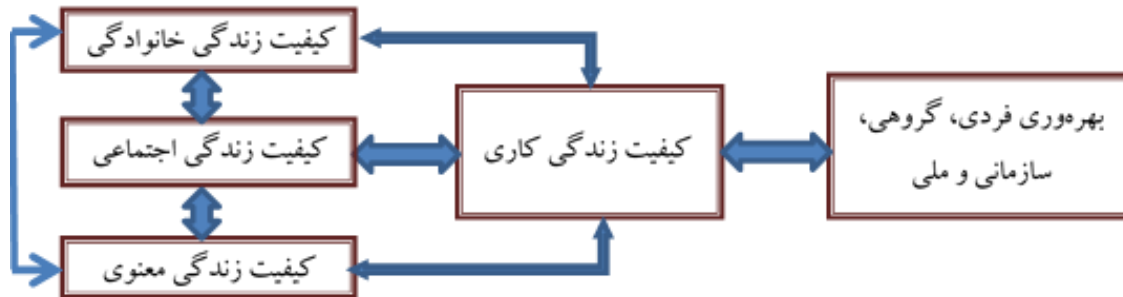 کیفیت زندگی خانوادگی
کیفیت زندگی اجتماعی
کیفیت زندگی معنوی
کیفیت زندگی کاری
بهره‌وری فردی، گروهی،
سازمانی و ملی